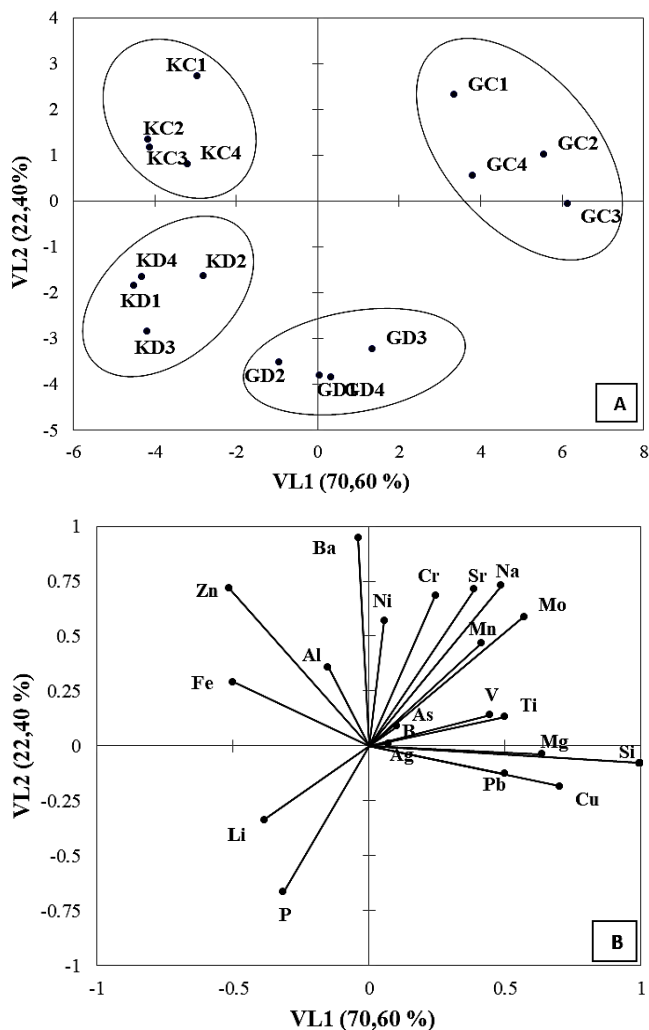 4
3
2
1
0
-1
-2
-3
-4
-5
VL2 (22,40%)
KC1
KC2
KC3
KC4
GC1
GC2
GC4
GC3
KD4
KD2
KD1
KD3
GD3
GD2
GD1
GD4
A
-6 -4 -2 0 2 4 6 8
VL1 (70,60 %)
1
0.75
0.5
0.25
0
-0.25
-0.5
-0.75
-1
VL2 (22,40 %)
Ba
Zn
Cr Sr Na
Ni
Mo
Mn
Al
Fe
As
V
Ti
B
Ag
Mg
Si
Pb
Cu
Li
P
B
-1 -0.5 0 0.5 1
VL1 (70,60 %)